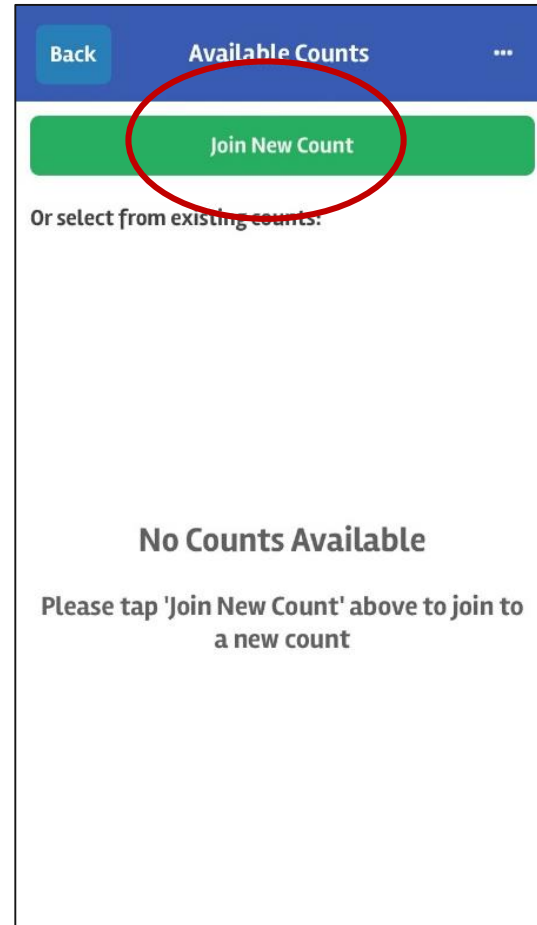 Back Available Counts ...
Join New Count
Or select from existing counts:
No Counts Available
Please tap 'Join New Count' above to join to
a new count